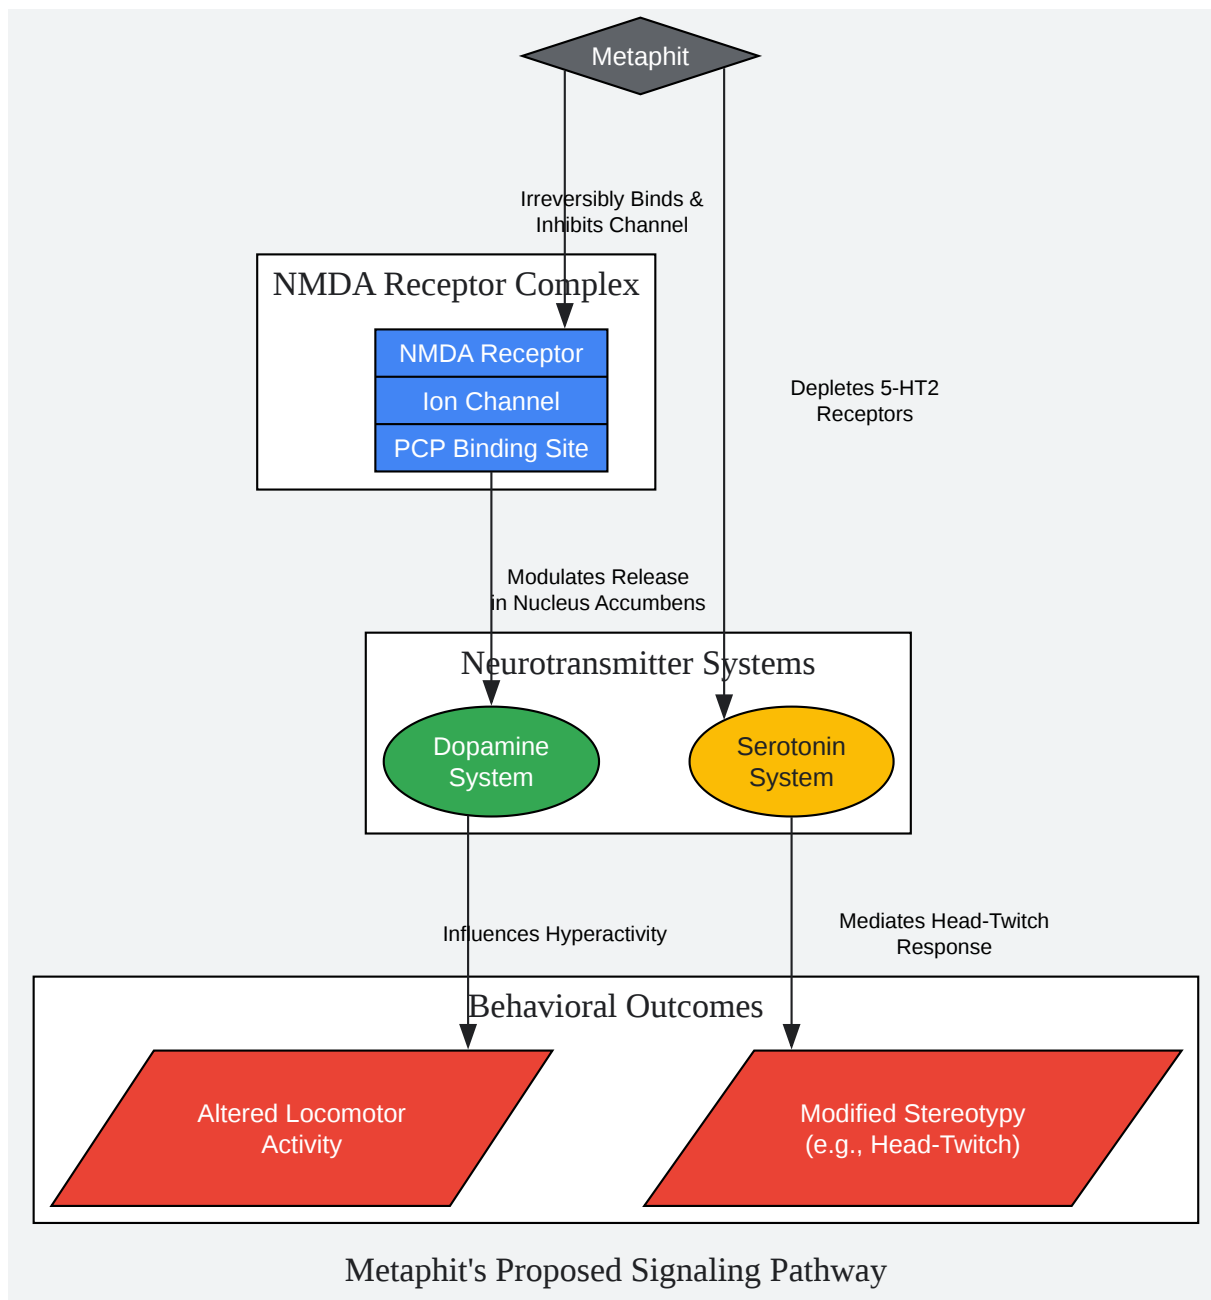 Metaphit
Irreversibly Binds &
Inhibits Channel
NMDA Receptor Complex
NMDA Receptor
Ion Channel
PCP Binding Site
Depletes 5-HT2
Receptors
Modulates Release
in Nucleus Accumbens
Neurotransmitter Systems
Dopamine
System
Serotonin
System
Influences Hyperactivity
Mediates Head-Twitch
Response
Behavioral Outcomes
Altered Locomotor
Activity
Modified Stereotypy
(e.g., Head-Twitch)
Metaphit's Proposed Signaling Pathway